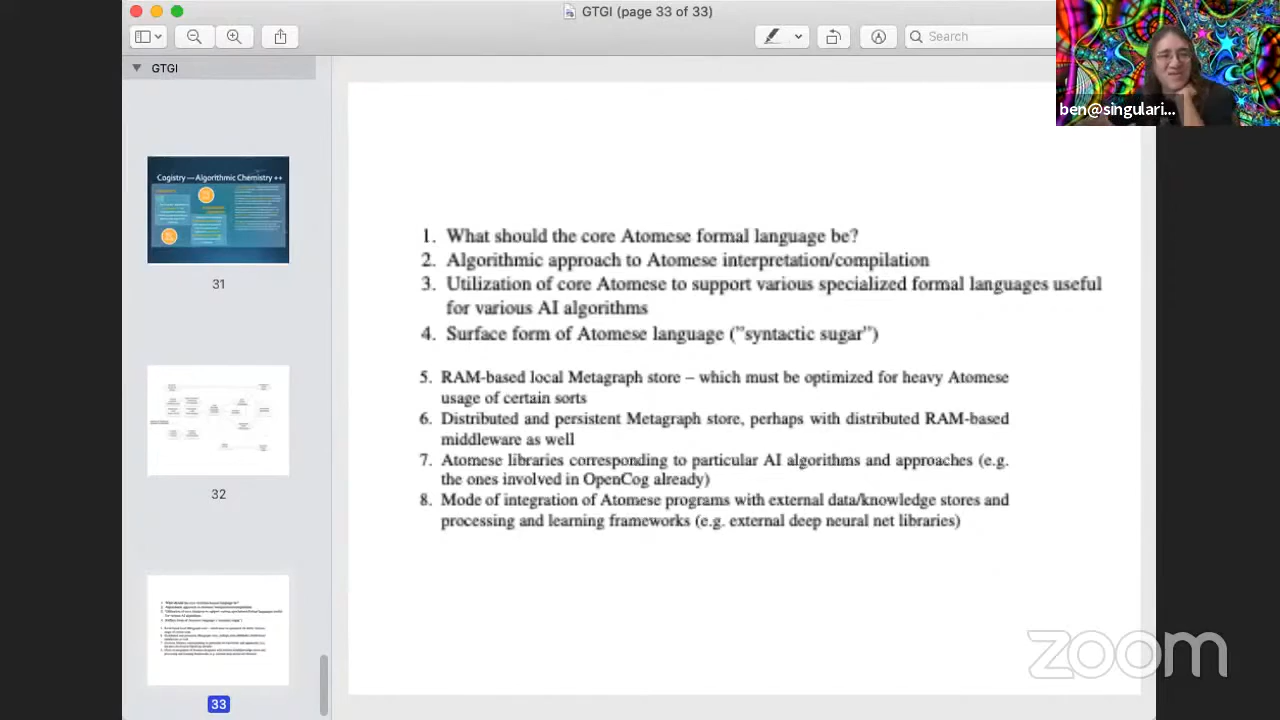 GTGI (page 33 of 33)
Search
ben@singulari...
GTGI
Cogistry — Algorithmic Chemistry ++
31
32
33
1. What should the core Atomese formal language be?
2. Algorithmic approach to Atomese interpretation/compilation
3. Utilization of core Atomese to support various specialized formal languages useful
for various AI algorithms
4. Surface form of Atomese language ("syntactic sugar")
5. RAM-based local Metagraph store – which must be optimized for heavy Atomese
usage of certain sorts
6. Distributed and persistent Metagraph store, perhaps with distributed RAM-based
middleware as well
7. Atomese libraries corresponding to particular AI algorithms and approaches (e.g.
the ones involved in OpenCog already)
8. Mode of integration of Atomese programs with external data/knowledge stores and
processing and learning frameworks (e.g. external deep neural net libraries)
zoom